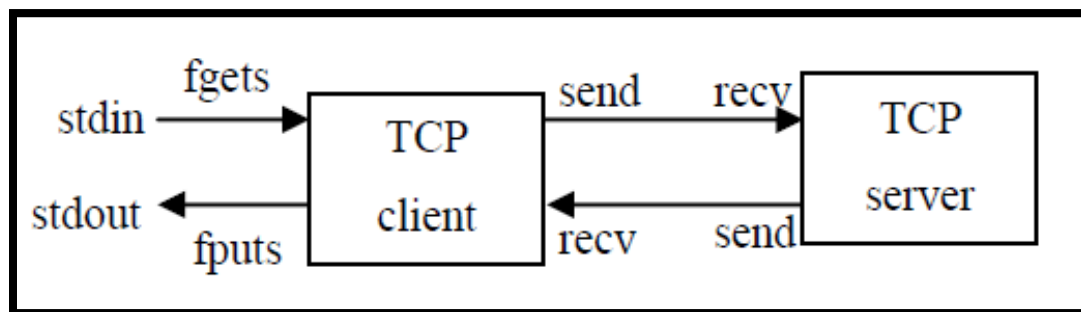 fgets
send recv
stdin
TCP
client
TCP
server
stdout
fputs
recv
send